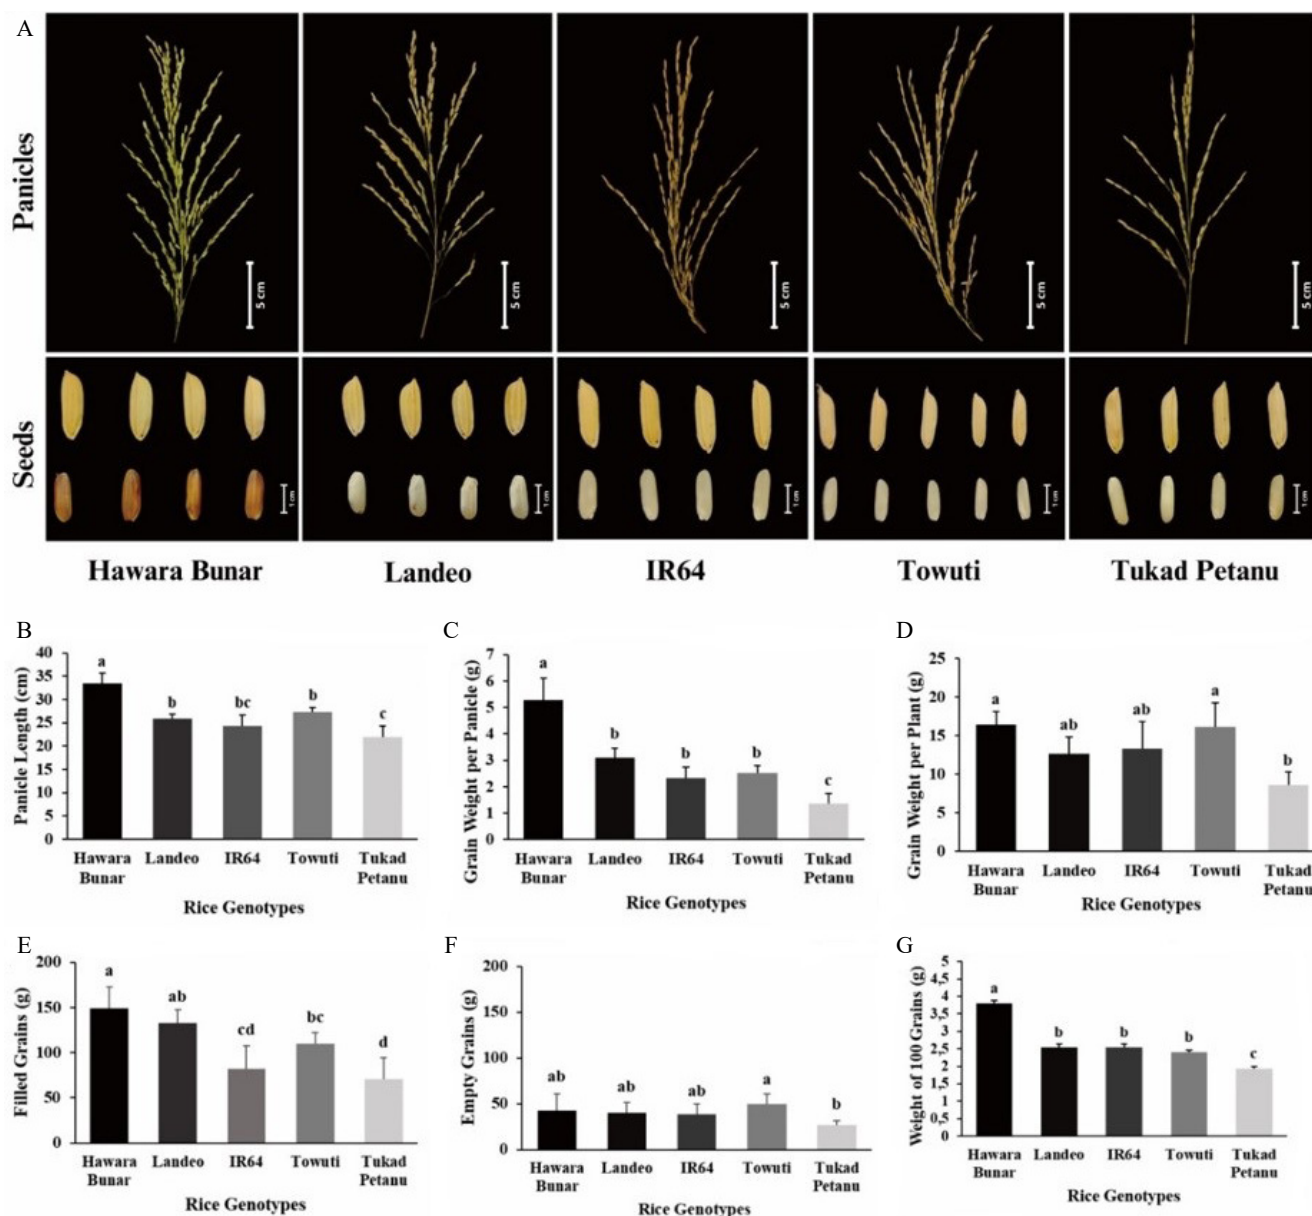 A
Panicles
5 cm
5 cm
5 cm
5 cm
5 cm
Seeds
1 cm
1 cm
1 cm
1 cm
1 cm
Hawara Bunar
Landeo
IR64
Towuti
Tukad Petanu
B
Panicle Length (cm)
40
35
30
25
20
15
10
5
0
a
b
bc
b
c
Hawara
Bunar
Landeo
IR64
Towuti
Tukad
Petanu
Rice Genotypes
C
Grain Weight per Panicle (g)
7
6
5
4
3
2
1
0
a
b
b
b
c
Hawara
Bunar
Landeo
IR64
Towuti
Tukad
Petanu
Rice Genotypes
D
Grain Weight per Plant (g)
25
20
15
10
5
0
a
ab
ab
a
b
Hawara
Bunar
Landeo
IR64
Towuti
Tukad
Petanu
Rice Genotypes
E
Filled Grains (g)
200
150
100
50
0
a
ab
cd
bc
d
Hawara
Bunar
Landeo
IR64
Towuti
Tukad
Petanu
Rice Genotypes
F
Empty Grains (g)
200
150
100
50
0
ab
ab
ab
a
b
Hawara
Bunar
Landeo
IR64
Towuti
Tukad
Petanu
Rice Genotypes
G
Weight of 100 Grains (g)
5
4,5
4
3,5
3
2,5
2
1,5
1
0,5
0
a
b
b
b
c
Hawara
Bunar
Landeo
IR64
Towuti
Tukad
Petanu
Rice Genotypes